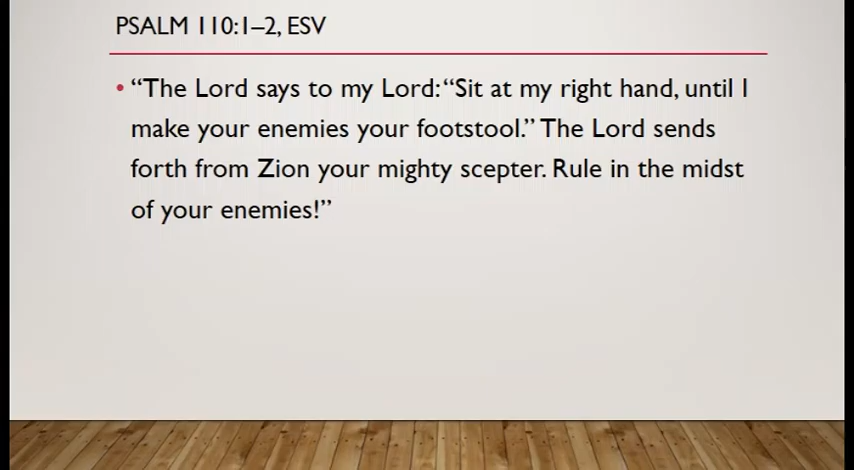 PSALM 110:1–2, ESV
• “The Lord says to my Lord: “Sit at my right hand, until I
make your enemies your footstool.” The Lord sends
forth from Zion your mighty scepter. Rule in the midst
of your enemies!”